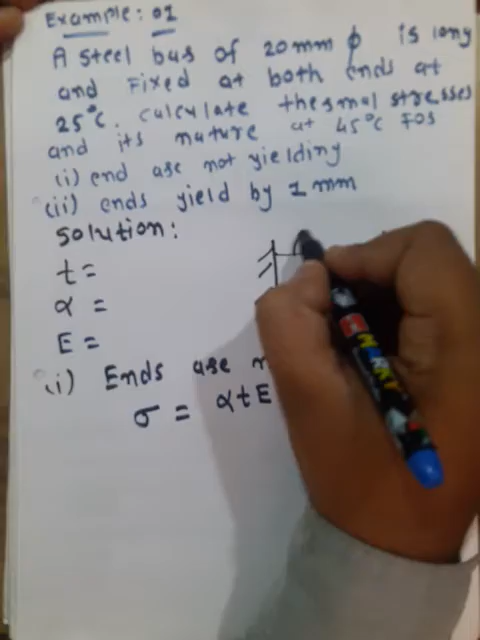 Example: 01
A steel bar of 20mm ϕ is long
and Fixed at both ends at
25°c. calculate thermal stresses
and its nature at 45°C FOS
(i) end are not yielding
(ii) ends yield by 1 mm
Solution:
t =
α =
E =
(i) Ends are
σ = αtE